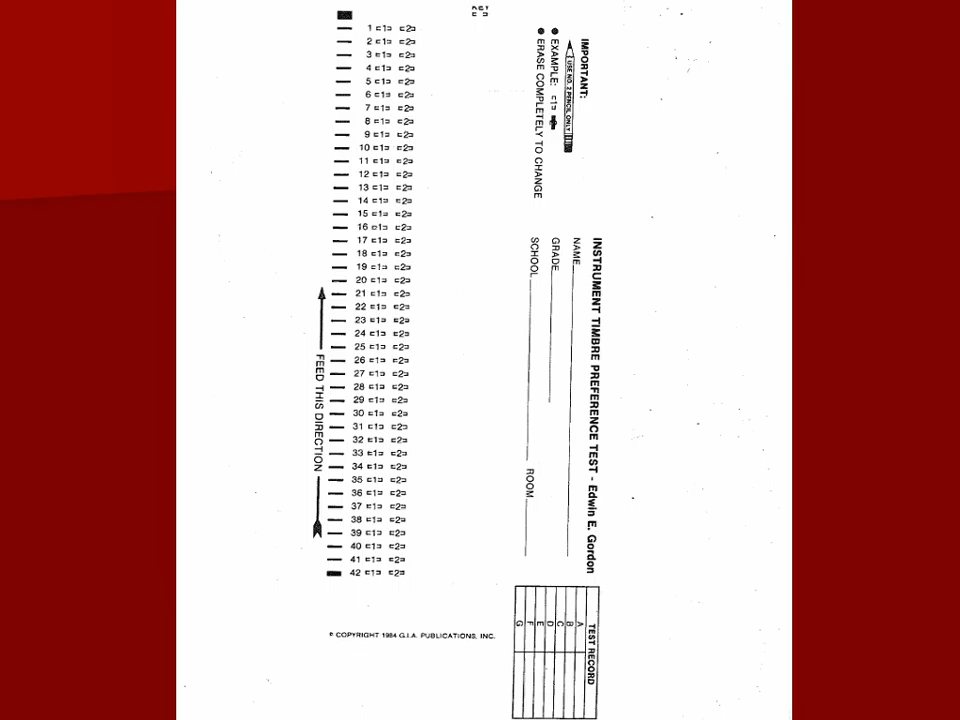 IMPORTANT:
USE NO. 2 PENCIL ONLY
● EXAMPLE: ⊏1⊐ ⊏2⊐
● ERASE COMPLETELY TO CHANGE
INSTRUMENT TIMBRE PREFERENCE TEST - Edwin E. Gordon
NAME
GRADE
SCHOOL ROOM
TEST RECORD
A
B
C
D
E
F
G
1 ⊏1⊐ ⊏2⊐
2 ⊏1⊐ ⊏2⊐
3 ⊏1⊐ ⊏2⊐
4 ⊏1⊐ ⊏2⊐
5 ⊏1⊐ ⊏2⊐
6 ⊏1⊐ ⊏2⊐
7 ⊏1⊐ ⊏2⊐
8 ⊏1⊐ ⊏2⊐
9 ⊏1⊐ ⊏2⊐
10 ⊏1⊐ ⊏2⊐
11 ⊏1⊐ ⊏2⊐
12 ⊏1⊐ ⊏2⊐
13 ⊏1⊐ ⊏2⊐
14 ⊏1⊐ ⊏2⊐
15 ⊏1⊐ ⊏2⊐
16 ⊏1⊐ ⊏2⊐
17 ⊏1⊐ ⊏2⊐
18 ⊏1⊐ ⊏2⊐
19 ⊏1⊐ ⊏2⊐
20 ⊏1⊐ ⊏2⊐
21 ⊏1⊐ ⊏2⊐
22 ⊏1⊐ ⊏2⊐
23 ⊏1⊐ ⊏2⊐
24 ⊏1⊐ ⊏2⊐
25 ⊏1⊐ ⊏2⊐
26 ⊏1⊐ ⊏2⊐
27 ⊏1⊐ ⊏2⊐
28 ⊏1⊐ ⊏2⊐
29 ⊏1⊐ ⊏2⊐
30 ⊏1⊐ ⊏2⊐
31 ⊏1⊐ ⊏2⊐
32 ⊏1⊐ ⊏2⊐
33 ⊏1⊐ ⊏2⊐
34 ⊏1⊐ ⊏2⊐
35 ⊏1⊐ ⊏2⊐
36 ⊏1⊐ ⊏2⊐
37 ⊏1⊐ ⊏2⊐
38 ⊏1⊐ ⊏2⊐
39 ⊏1⊐ ⊏2⊐
40 ⊏1⊐ ⊏2⊐
41 ⊏1⊐ ⊏2⊐
42 ⊏1⊐ ⊏2⊐
FEED THIS DIRECTION
© COPYRIGHT 1984 G.I.A. PUBLICATIONS, INC.